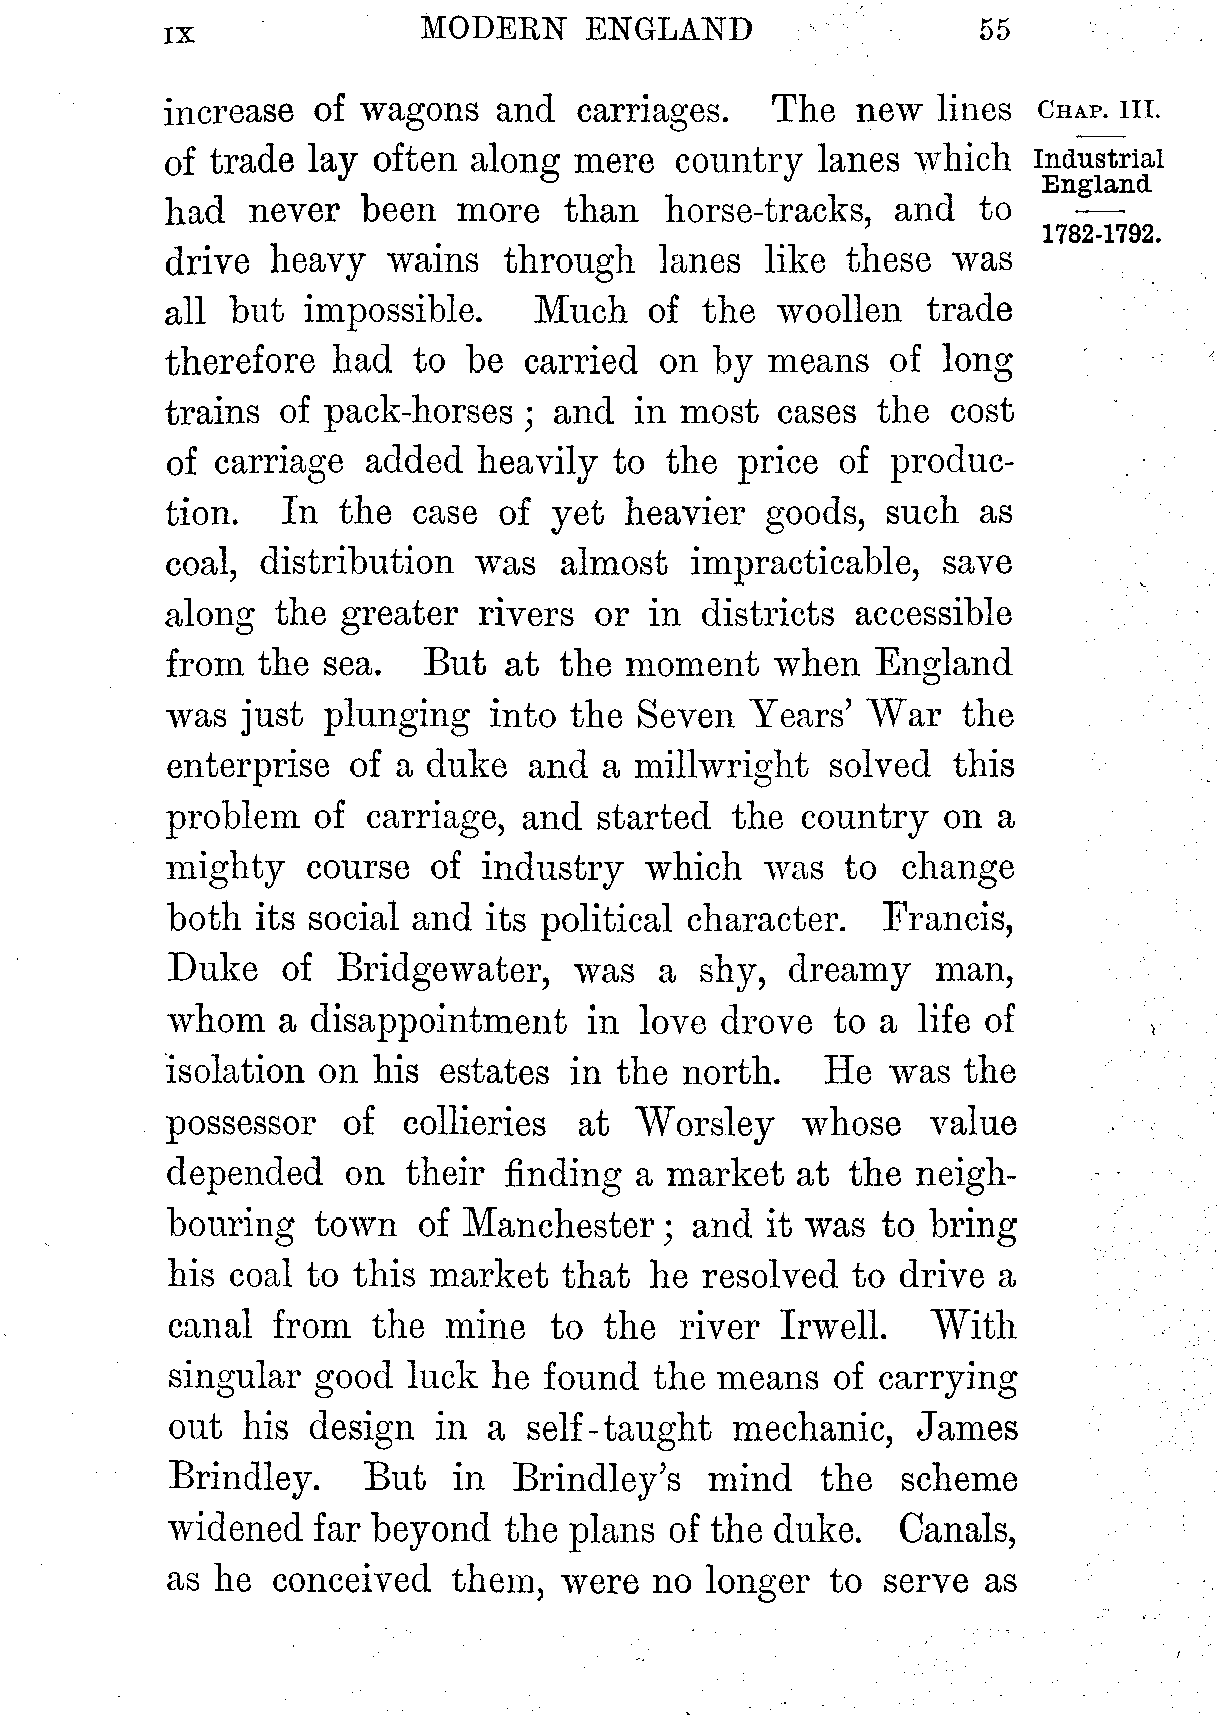 IX MODERN ENGLAND 55
increase of wagons and carriages. The new lines
of trade lay often along mere country lanes which
had never been more than horse-tracks, and to
drive heavy wains through lanes like these was
all but impossible. Much of the woollen trade
therefore had to be carried on by means of long
trains of pack-horses ; and in most cases the cost
of carriage added heavily to the price of produc-
tion. In the case of yet heavier goods, such as
coal, distribution was almost impracticable, save
along the greater rivers or in districts accessible
from the sea. But at the moment when England
was just plunging into the Seven Years' War the
enterprise of a duke and a millwright solved this
problem of carriage, and started the country on a
mighty course of industry which was to change
both its social and its political character. Francis,
Duke of Bridgewater, was a shy, dreamy man,
whom a disappointment in love drove to a life of
isolation on his estates in the north. He was the
possessor of collieries at Worsley whose value
depended on their finding a market at the neigh-
bouring town of Manchester ; and it was to bring
his coal to this market that he resolved to drive a
canal from the mine to the river Irwell. With
singular good luck he found the means of carrying
out his design in a self-taught mechanic, James
Brindley. But in Brindley's mind the scheme
widened far beyond the plans of the duke. Canals,
as he conceived them, were no longer to serve as
CHAP. III.
Industrial
England
1782-1792.